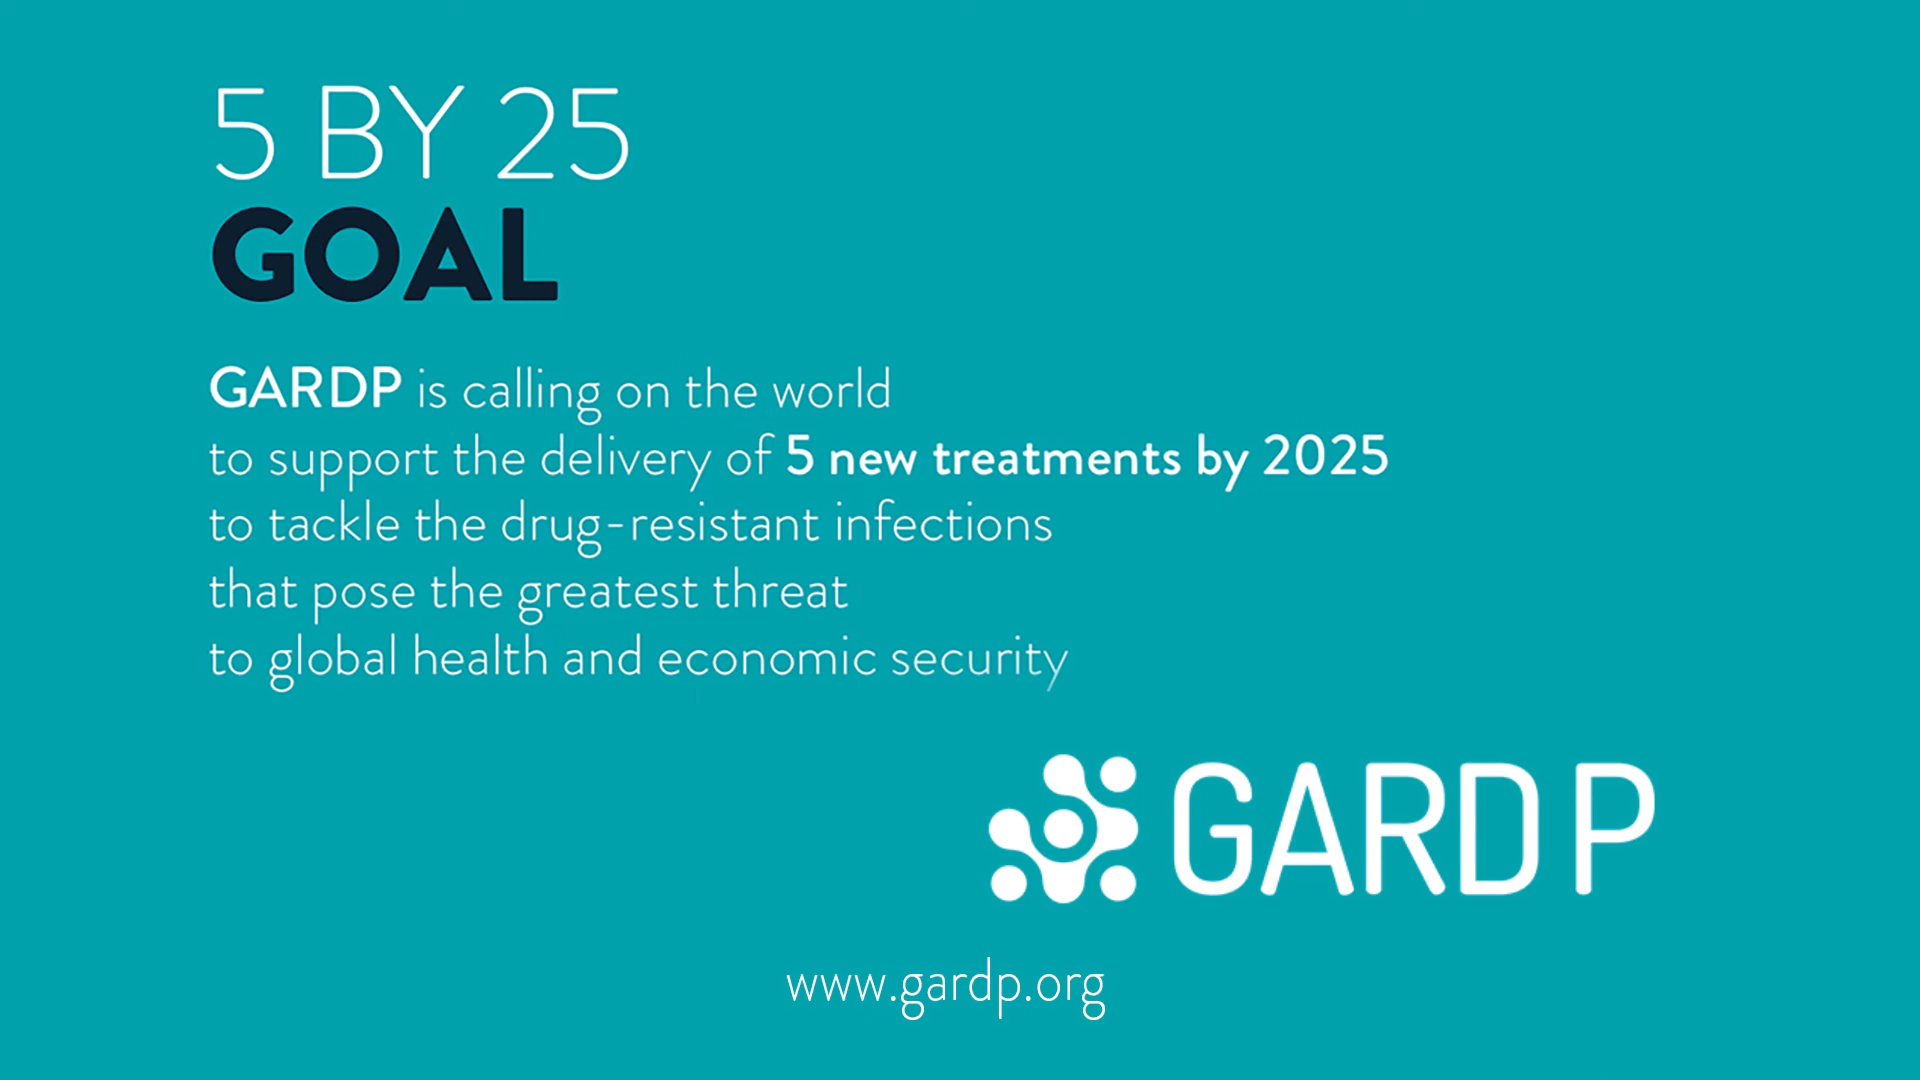 5 BY 25
GOAL
GARDP is calling on the world
to support the delivery of 5 new treatments by 2025
to tackle the drug-resistant infections
that pose the greatest threat
to global health and economic security
GARDP
www.gardp.org